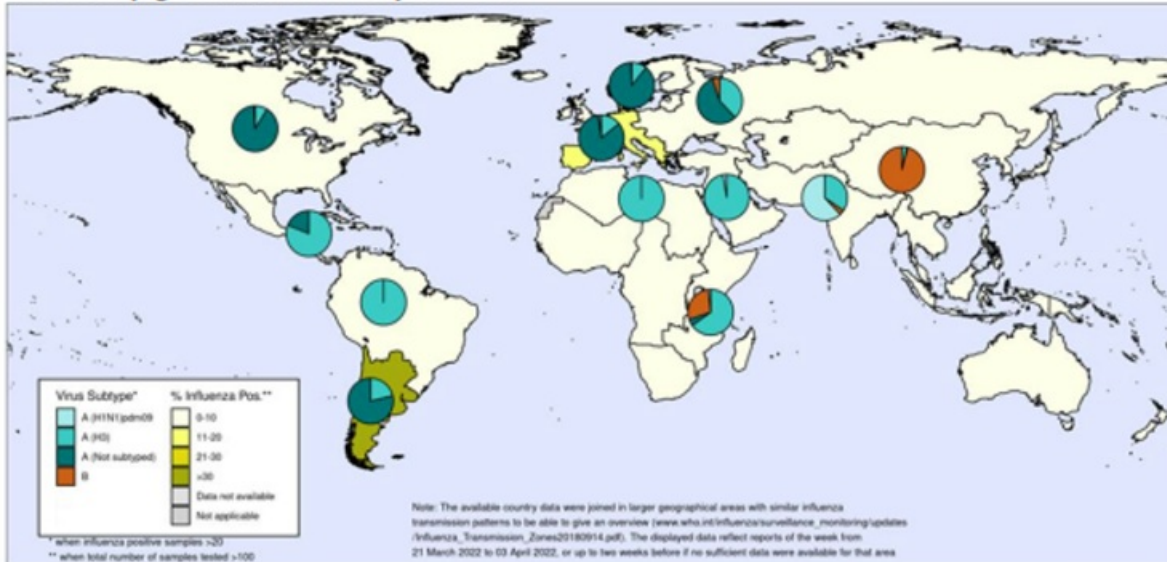 Virus Subtype*
A (H1N1)pdm09
A (H3)
A (Not subtyped)
B
% Influenza Pos.**
0-10
11-20
21-30
>30
Data not available
Not applicable
* when influenza positive samples >20
** when total number of samples tested >100
Note: The available country data were joined in larger geographical areas with similar influenza
transmission patterns to be able to give an overview (www.who.int/influenza/surveillance_monitoring/updates
/Influenza_Transmission_Zones20180914.pdf). The displayed data reflect reports of the week from
21 March 2022 to 03 April 2022, or up to two weeks before if no sufficient data were available for that area